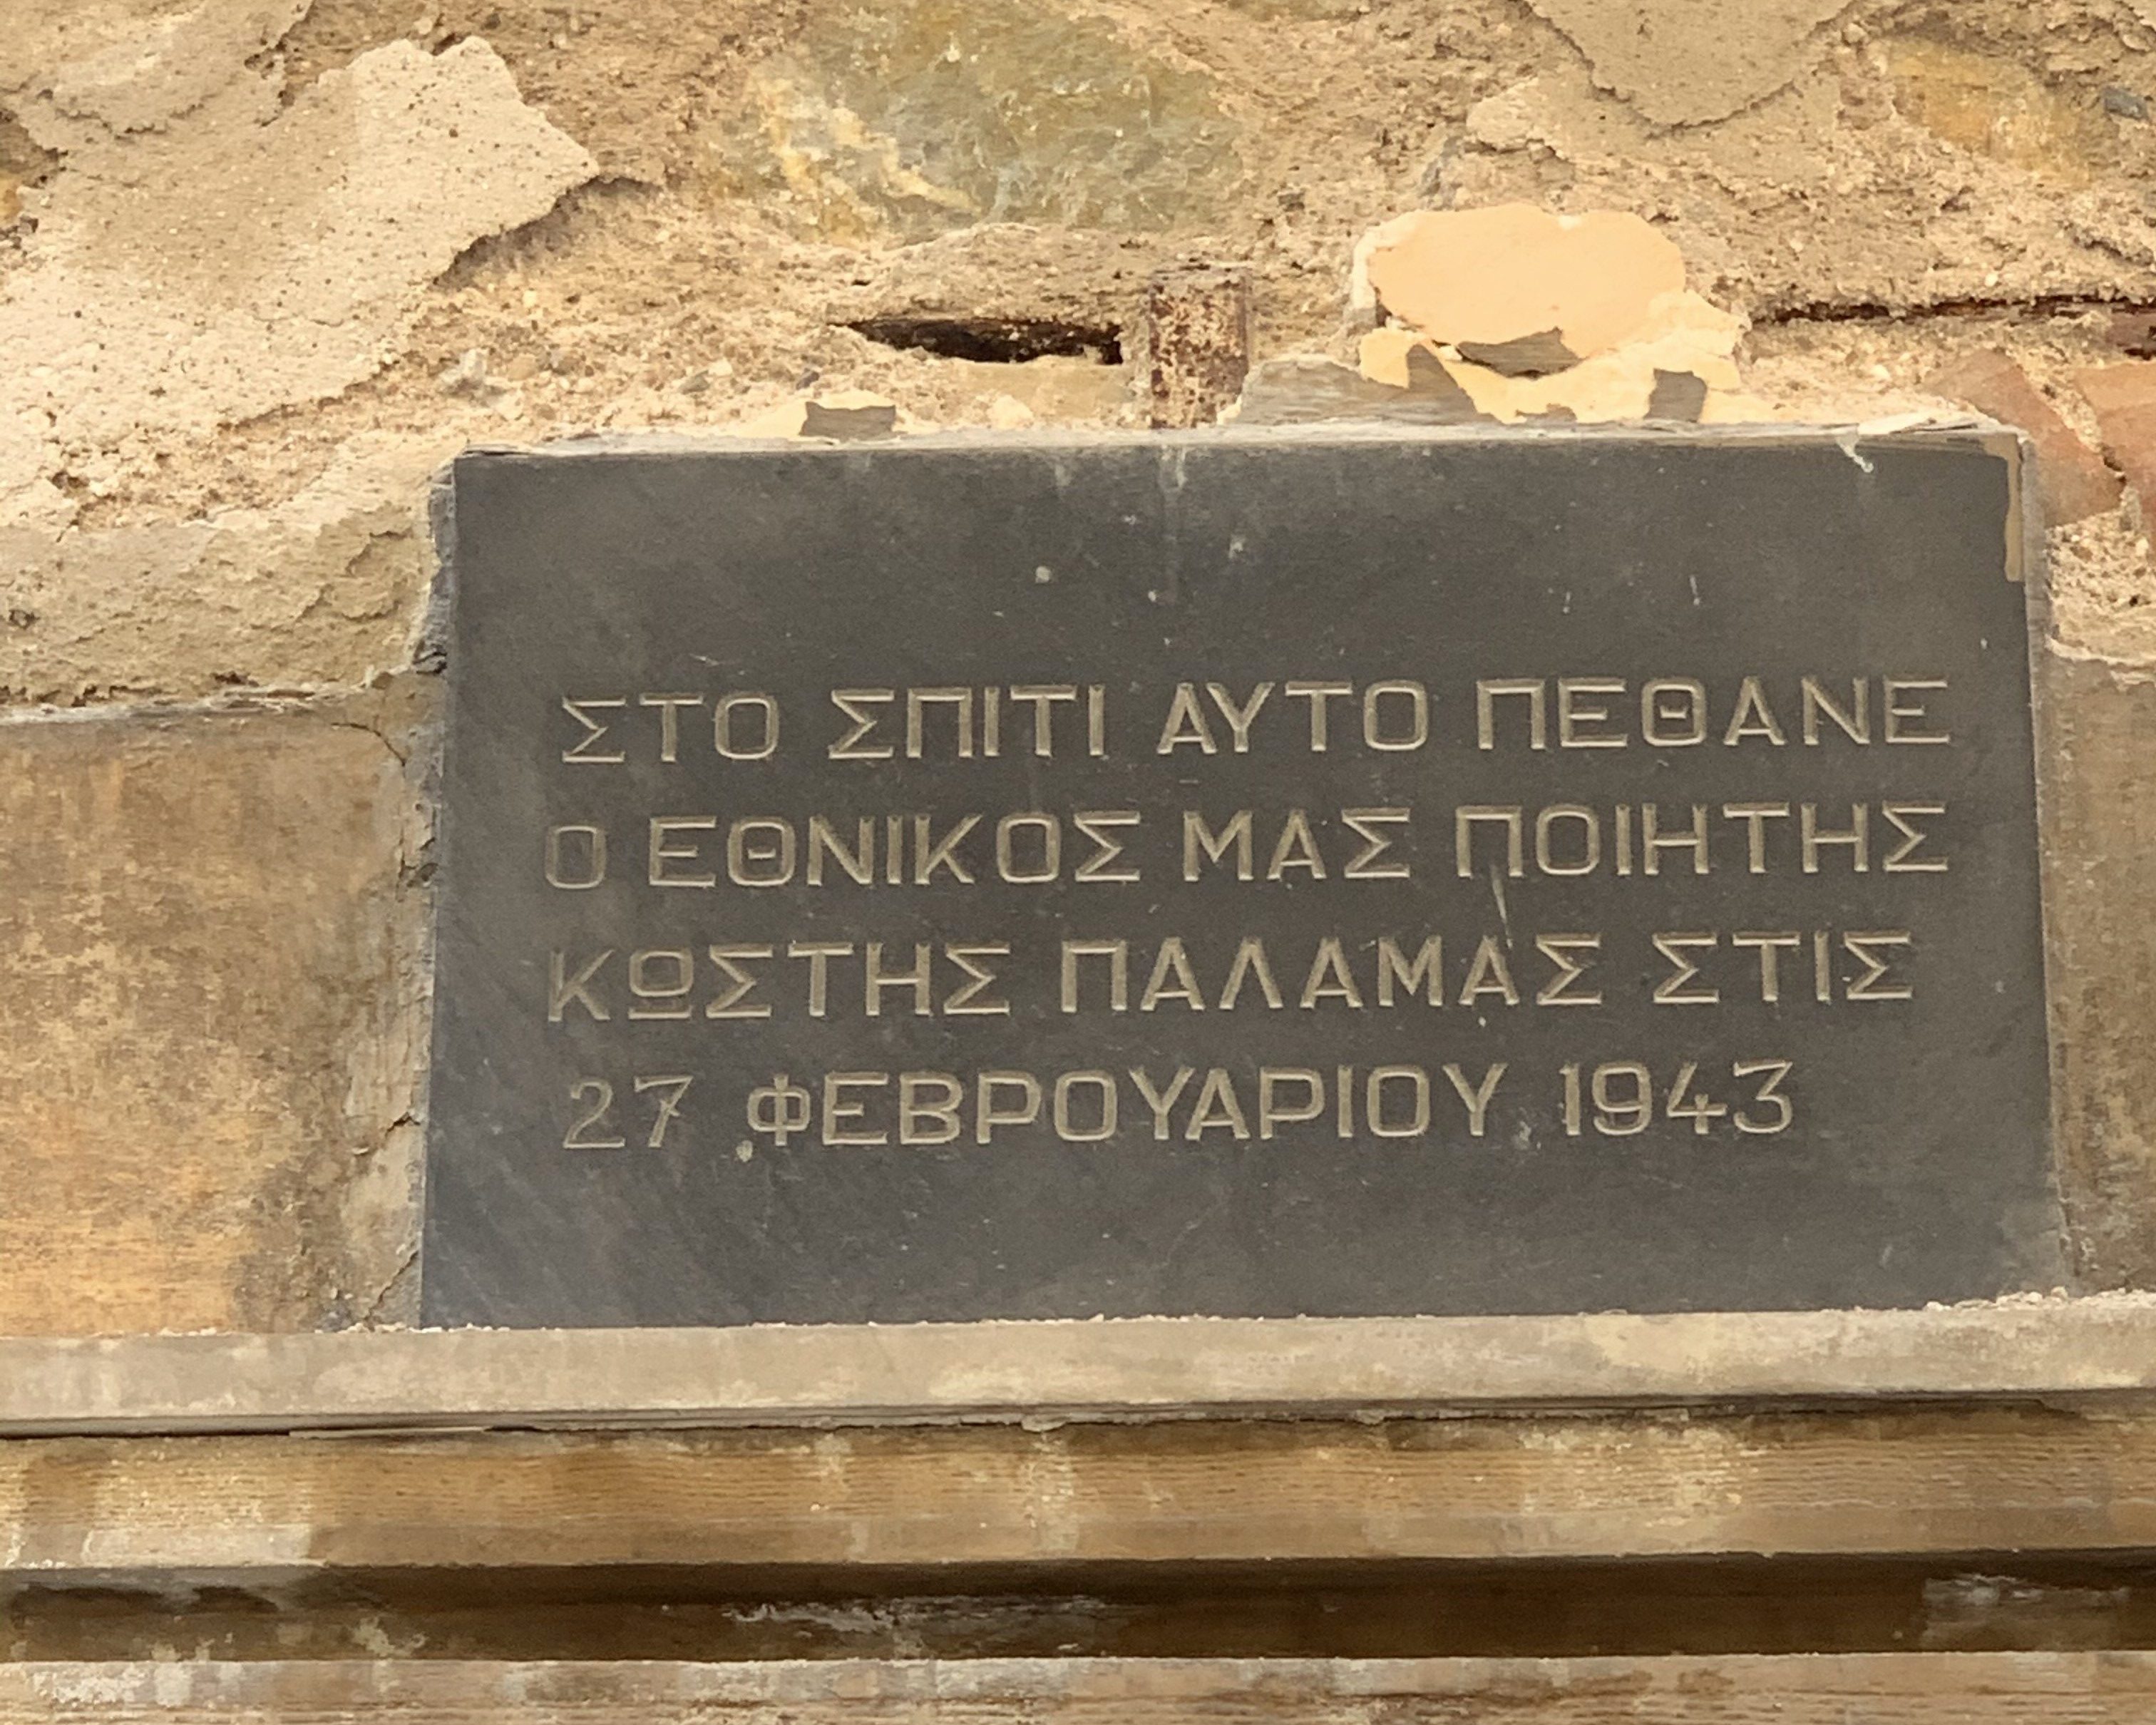 ΣΤΟ ΣΠΙΤΙ ΑΥΤΟ ΠΕΘΑΝΕ
Ο ΕΘΝΙΚΟΣ ΜΑΣ ΠΟΙΗΤΗΣ
ΚΩΣΤΗΣ ΠΑΛΑΜΑΣ ΣΤΙΣ
27 ΦΕΒΡΟΥΑΡΙΟΥ 1943